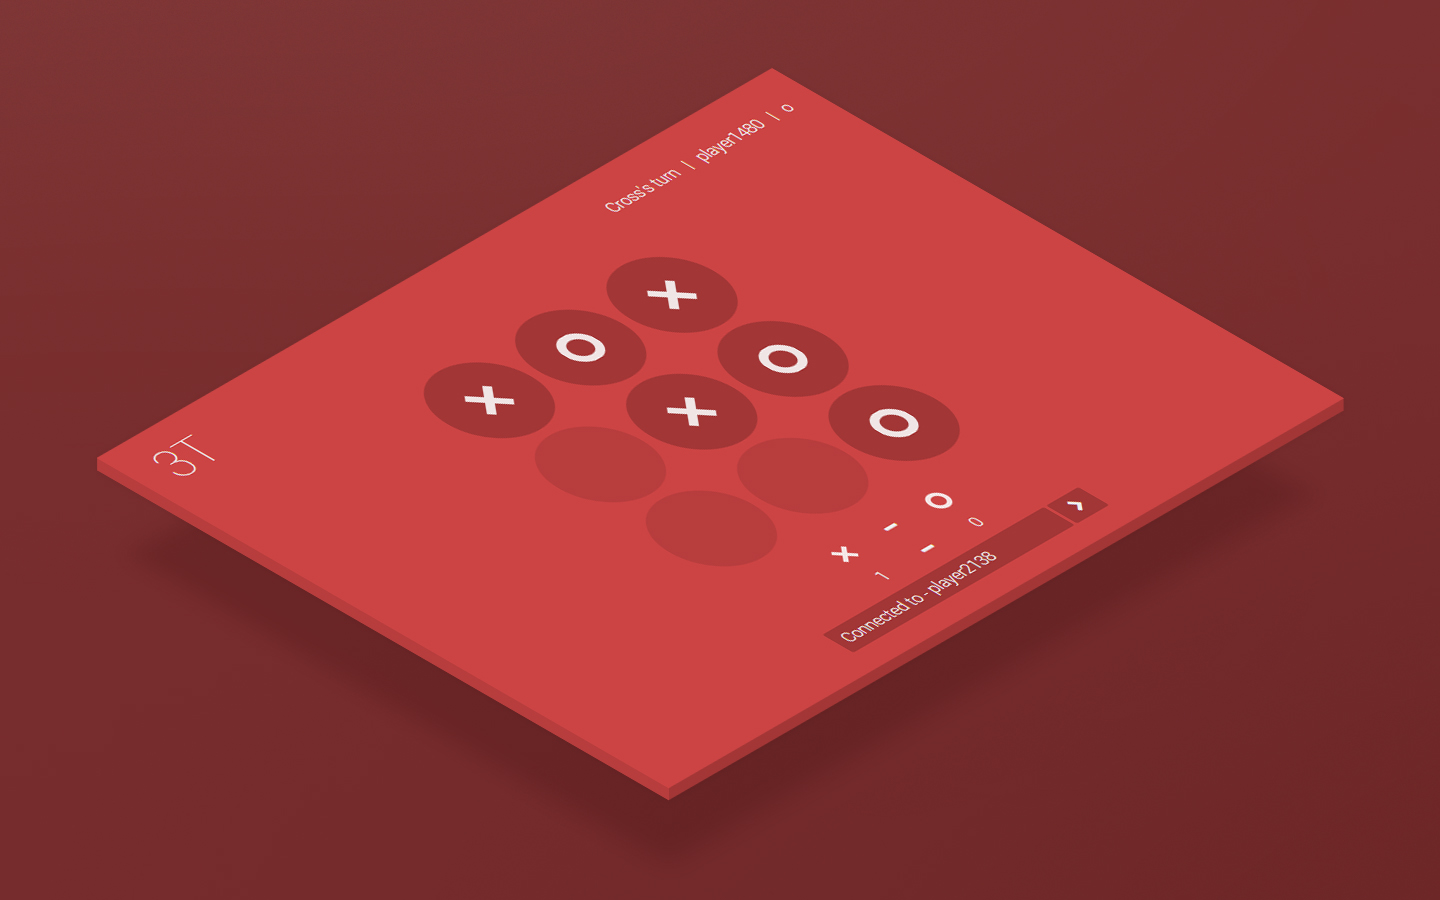 3T Cross's turn | player1480 | o
X O X
X O
O
X - O
1 - 0
Connected to - player2138 >